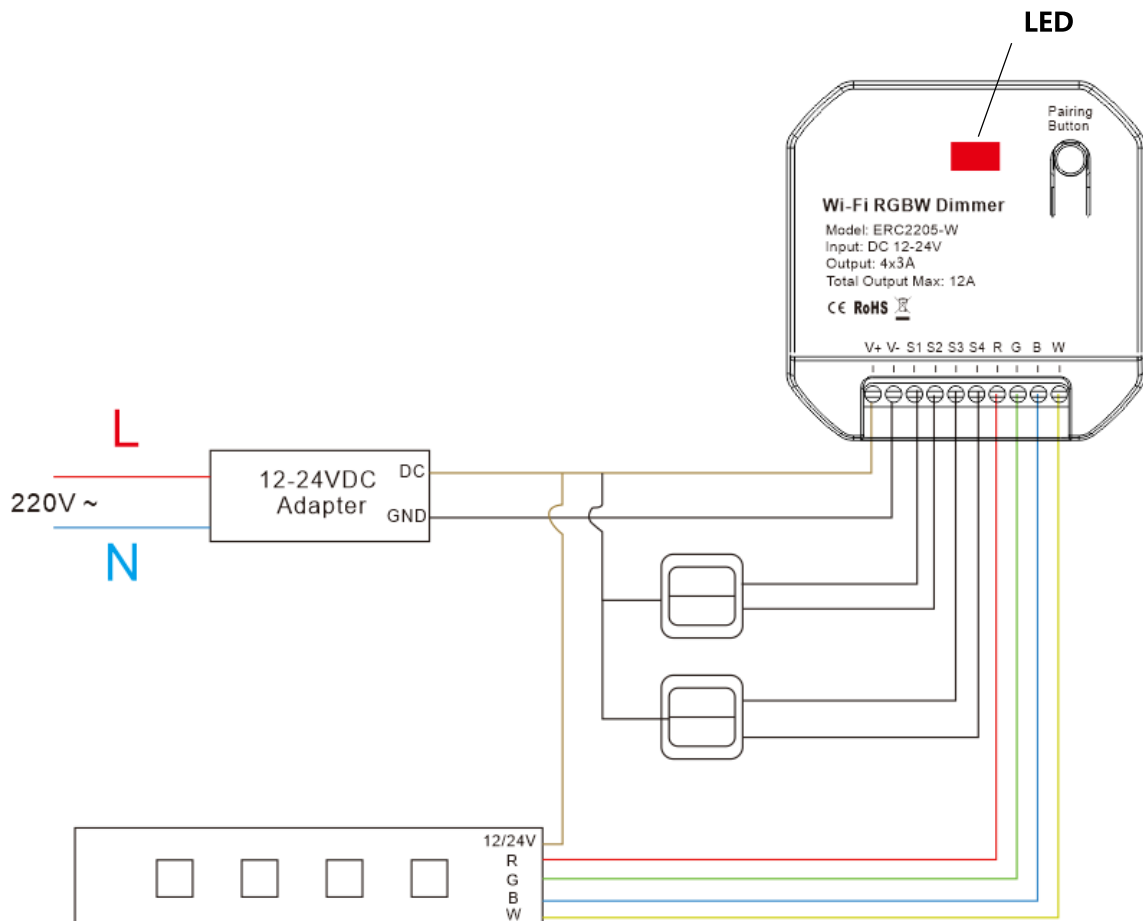 LED
Pairing
Button
Wi-Fi RGBW Dimmer
Model: ERC2205-W
Input: DC 12-24V
Output: 4x3A
Total Output Max: 12A
CE RoHS
V+ V- S1 S2 S3 S4 R G B W
L
220V ~
N
12-24VDC
Adapter
DC
GND
12/24V
R
G
B
W